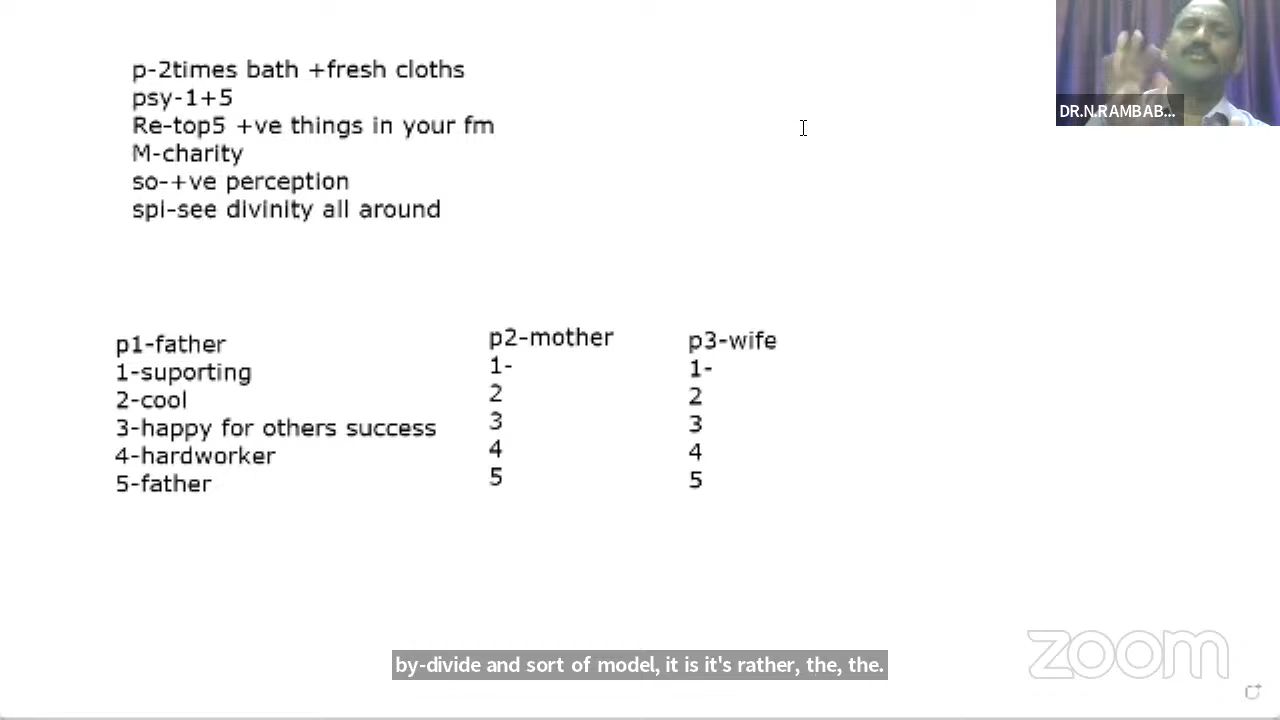 p-2times bath +fresh cloths
psy-1+5
Re-top5 +ve things in your fm
M-charity
so-+ve perception
spi-see divinity all around
DR.N.RAMBAB...
p1-father
1-suporting
2-cool
3-happy for others success
4-hardworker
5-father
p2-mother
1-
2
3
4
5
p3-wife
1-
2
3
4
5
by-divide and sort of model, it is it's rather, the, the.
zoom